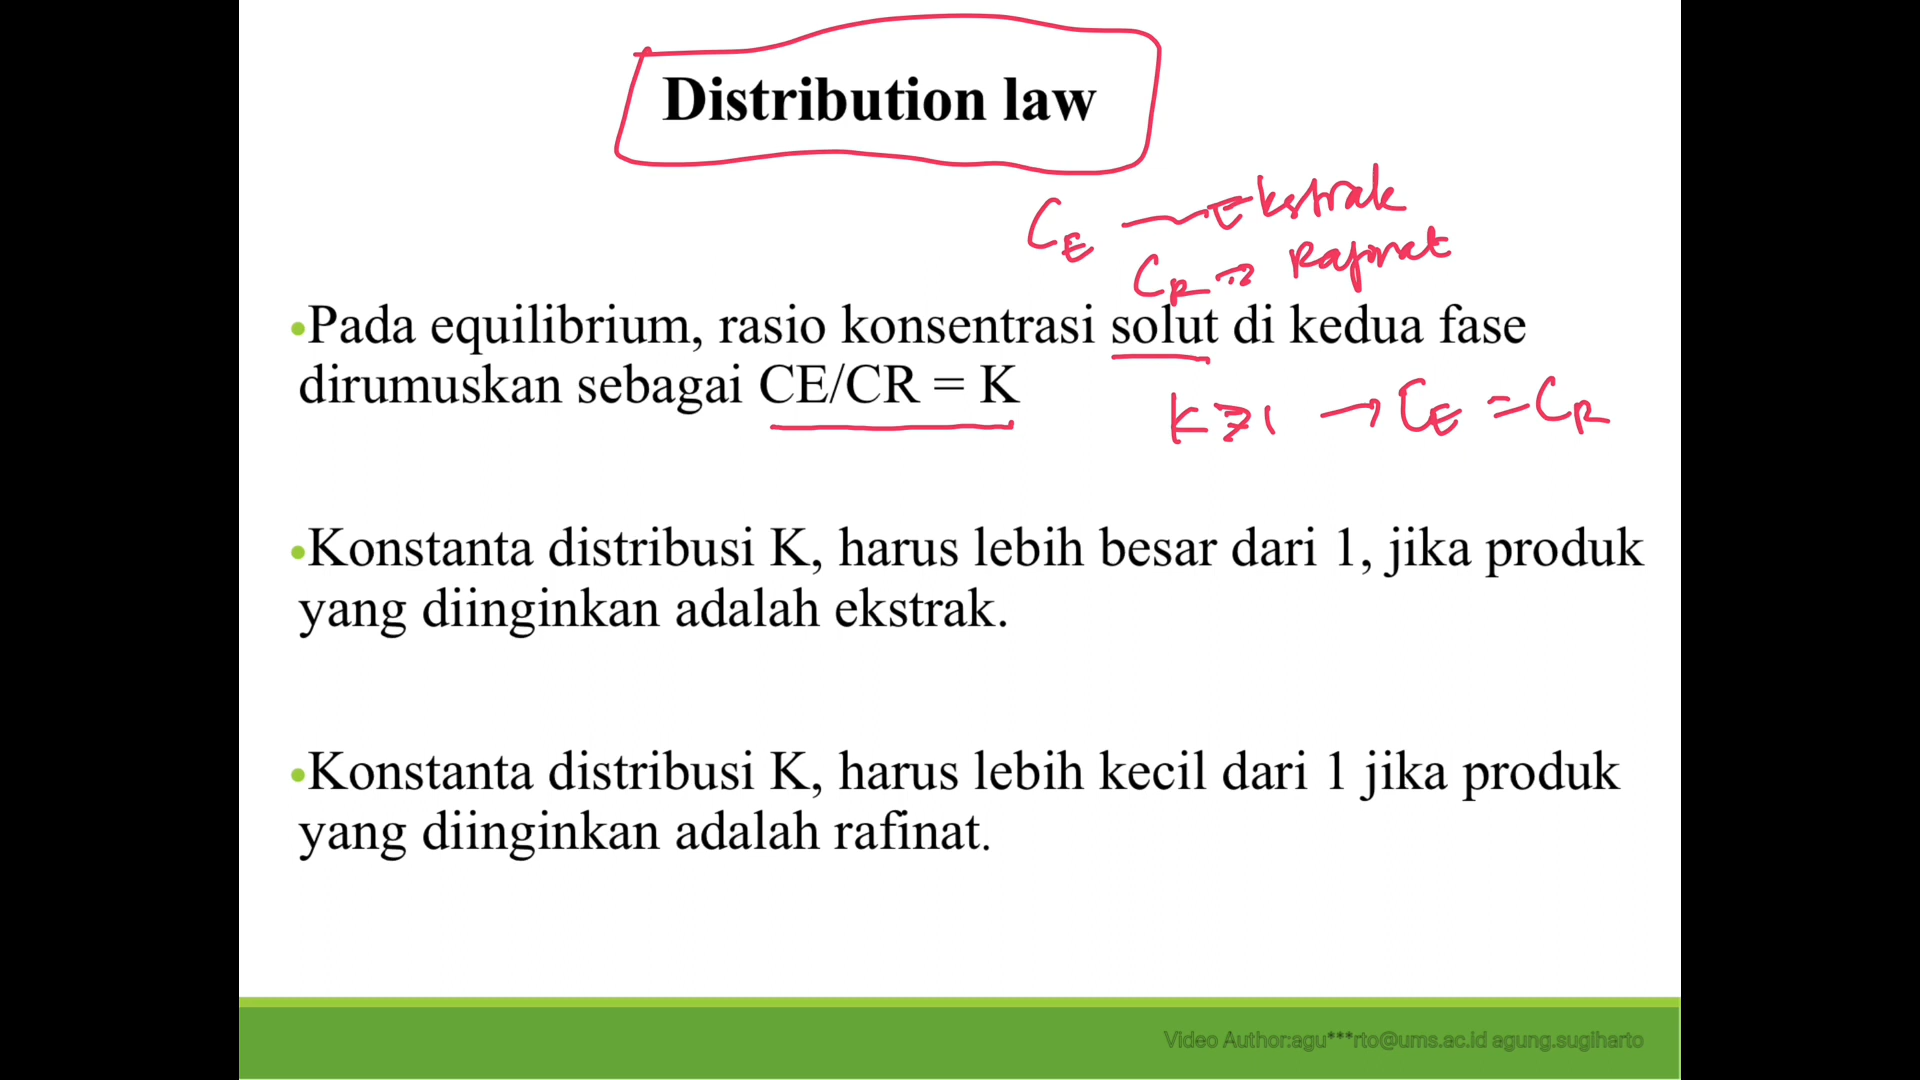 Distribution law
CE → Ekstrak
CR → Rafinat
•Pada equilibrium, rasio konsentrasi solut di kedua fase
dirumuskan sebagai CE/CR = K
K ≥ 1 → CE = CR
•Konstanta distribusi K, harus lebih besar dari 1, jika produk
yang diinginkan adalah ekstrak.
•Konstanta distribusi K, harus lebih kecil dari 1 jika produk
yang diinginkan adalah rafinat.
Video Author:agu***rto@ums.ac.id agung.sugiharto